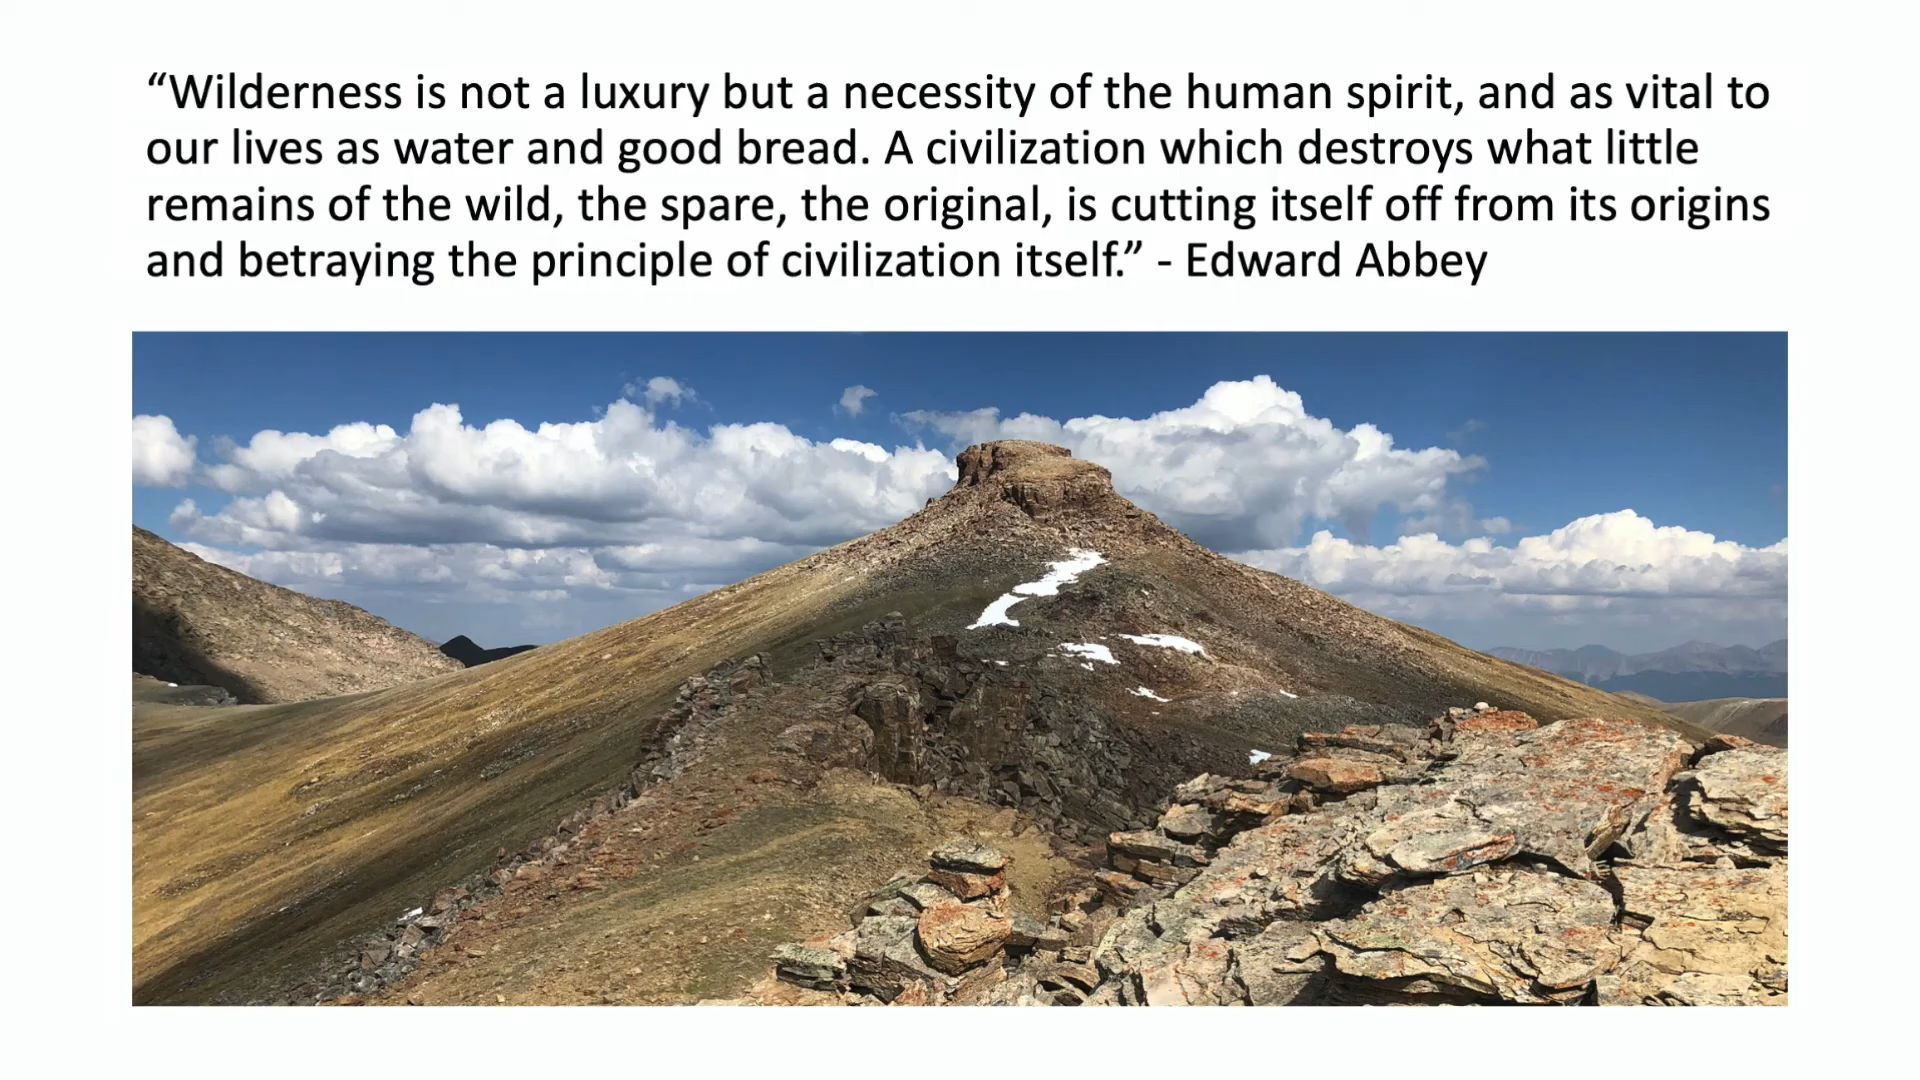 “Wilderness is not a luxury but a necessity of the human spirit, and as vital to
our lives as water and good bread. A civilization which destroys what little
remains of the wild, the spare, the original, is cutting itself off from its origins
and betraying the principle of civilization itself.” - Edward Abbey